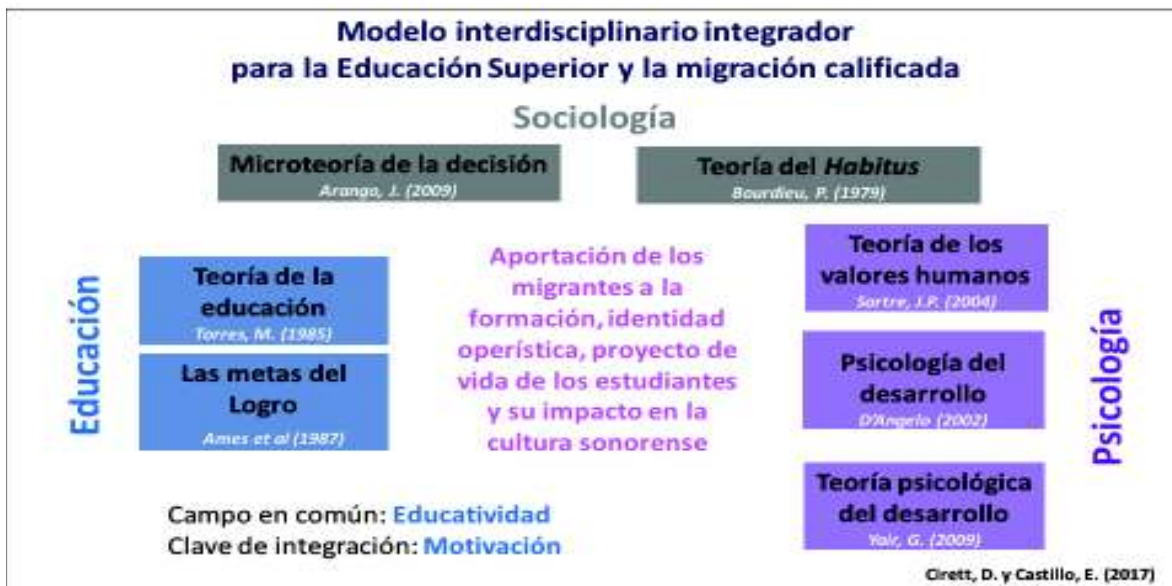 Modelo interdisciplinario integrador
para la Educación Superior y la migración calificada
Sociología
Microteoría de la decisión
Arango, J. (2009)
Teoría del Habitus
Bourdieu, P. (1979)
Educación
Teoría de la
educación
Torres, M. (1985)
Las metas del
Logro
Ames et al (1987)
Aportación de los
migrantes a la
formación, identidad
operística, proyecto de
vida de los estudiantes
y su impacto en la
cultura sonorense
Teoría de los
valores humanos
Sartre, J.P. (2004)
Psicología del
desarrollo
D'Angelo (2002)
Teoría psicológica
del desarrollo
Yair, G. (2009)
Psicología
Campo en común: Educatividad
Clave de integración: Motivación
Cirett, D. y Castillo, E. (2017)